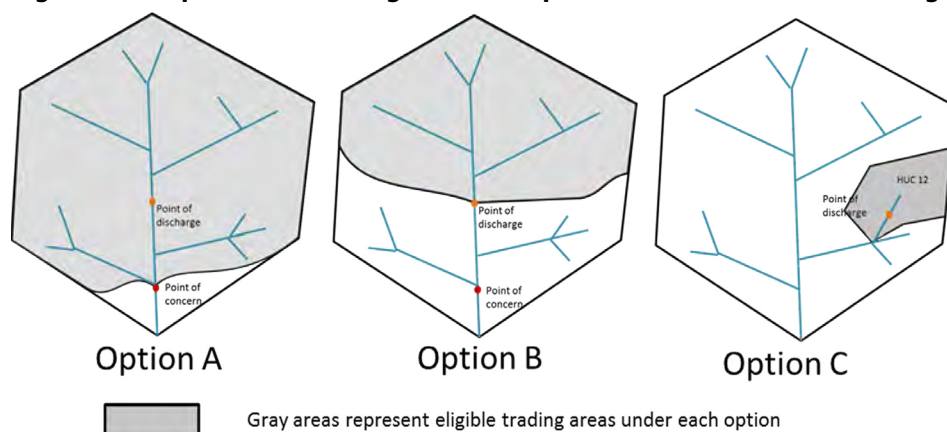 Point of
discharge
Point of
concern
Option A
Point of
discharge
Point of
concern
Option B
HUC 12
Point of
discharge
Option C
Gray areas represent eligible trading areas under each option